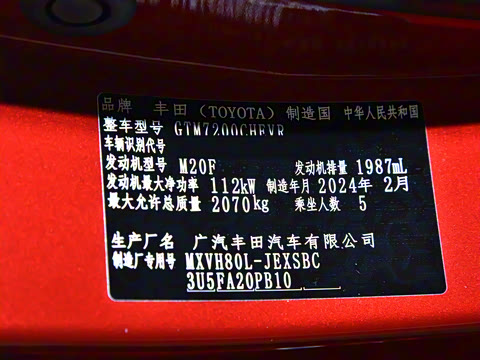 品牌 丰田（TOYOTA） 制造国 中华人民共和国
整车型号 GTM7200CHEVR
车辆识别代号
发动机型号 M20F 发动机排量 1987mL
发动机最大净功率 112kW 制造年月 2024年 2月
最大允许总质量 2070kg 乘坐人数 5
生产厂名 广汽丰田汽车有限公司
制造厂专用号 MXVH80L-JEXSBC
3U5FA20PB10